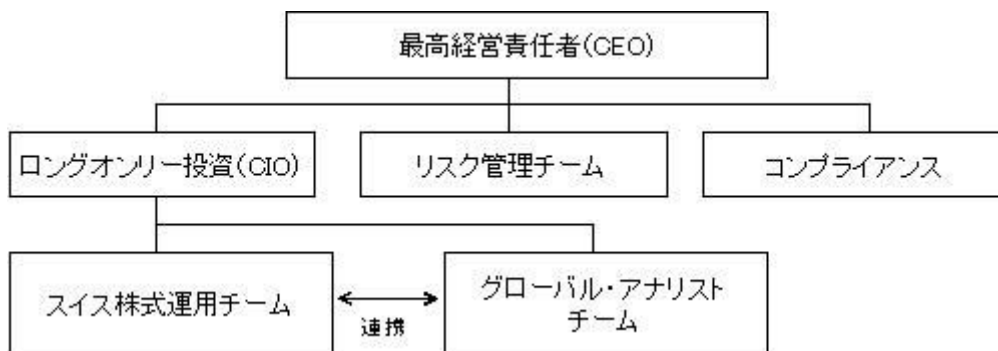 最高経営責任者(CEO)
ロングオンリー投資(CIO)
リスク管理チーム
コンプライアンス
スイス株式運用チーム
連携
グローバル・アナリスト
チーム